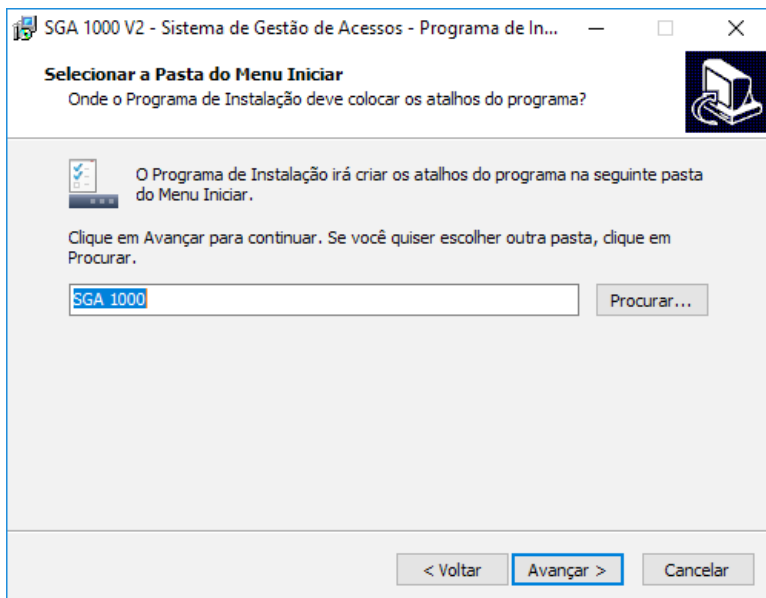 SGA 1000 V2 - Sistema de Gestão de Acessos - Programa de In...
Selecionar a Pasta do Menu Iniciar
Onde o Programa de Instalação deve colocar os atalhos do programa?
O Programa de Instalação irá criar os atalhos do programa na seguinte pasta
do Menu Iniciar.
Clique em Avançar para continuar. Se você quiser escolher outra pasta, clique em
Procurar.
SGA 1000
Procurar...
< Voltar
Avançar >
Cancelar